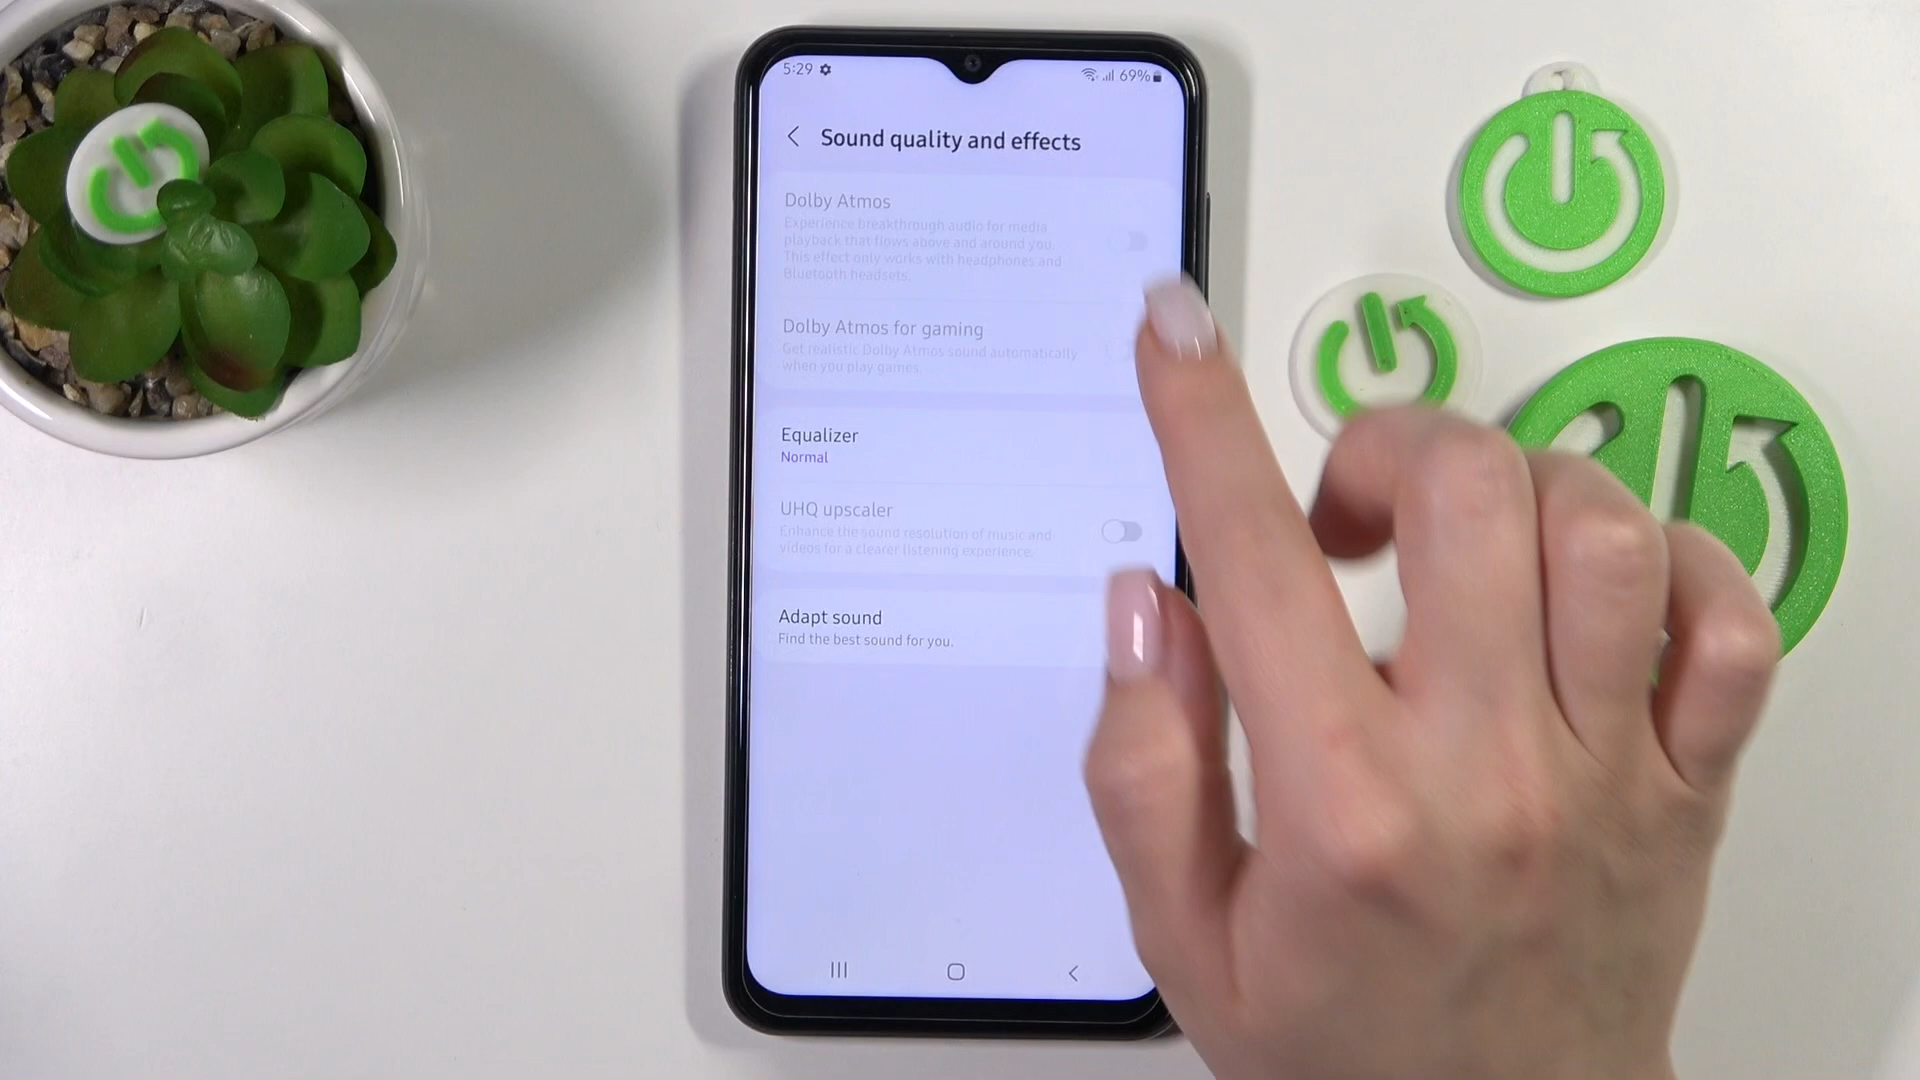 5:29
69%
Sound quality and effects
Dolby Atmos
Experience breakthrough audio for media
playback that flows above and around you.
This effect only works with headphones and
Bluetooth headsets.
Dolby Atmos for gaming
Get realistic Dolby Atmos sound automatically
when you play games.
Equalizer
Normal
UHQ upscaler
Enhance the sound resolution of music and
videos for a clearer listening experience.
Adapt sound
Find the best sound for you.